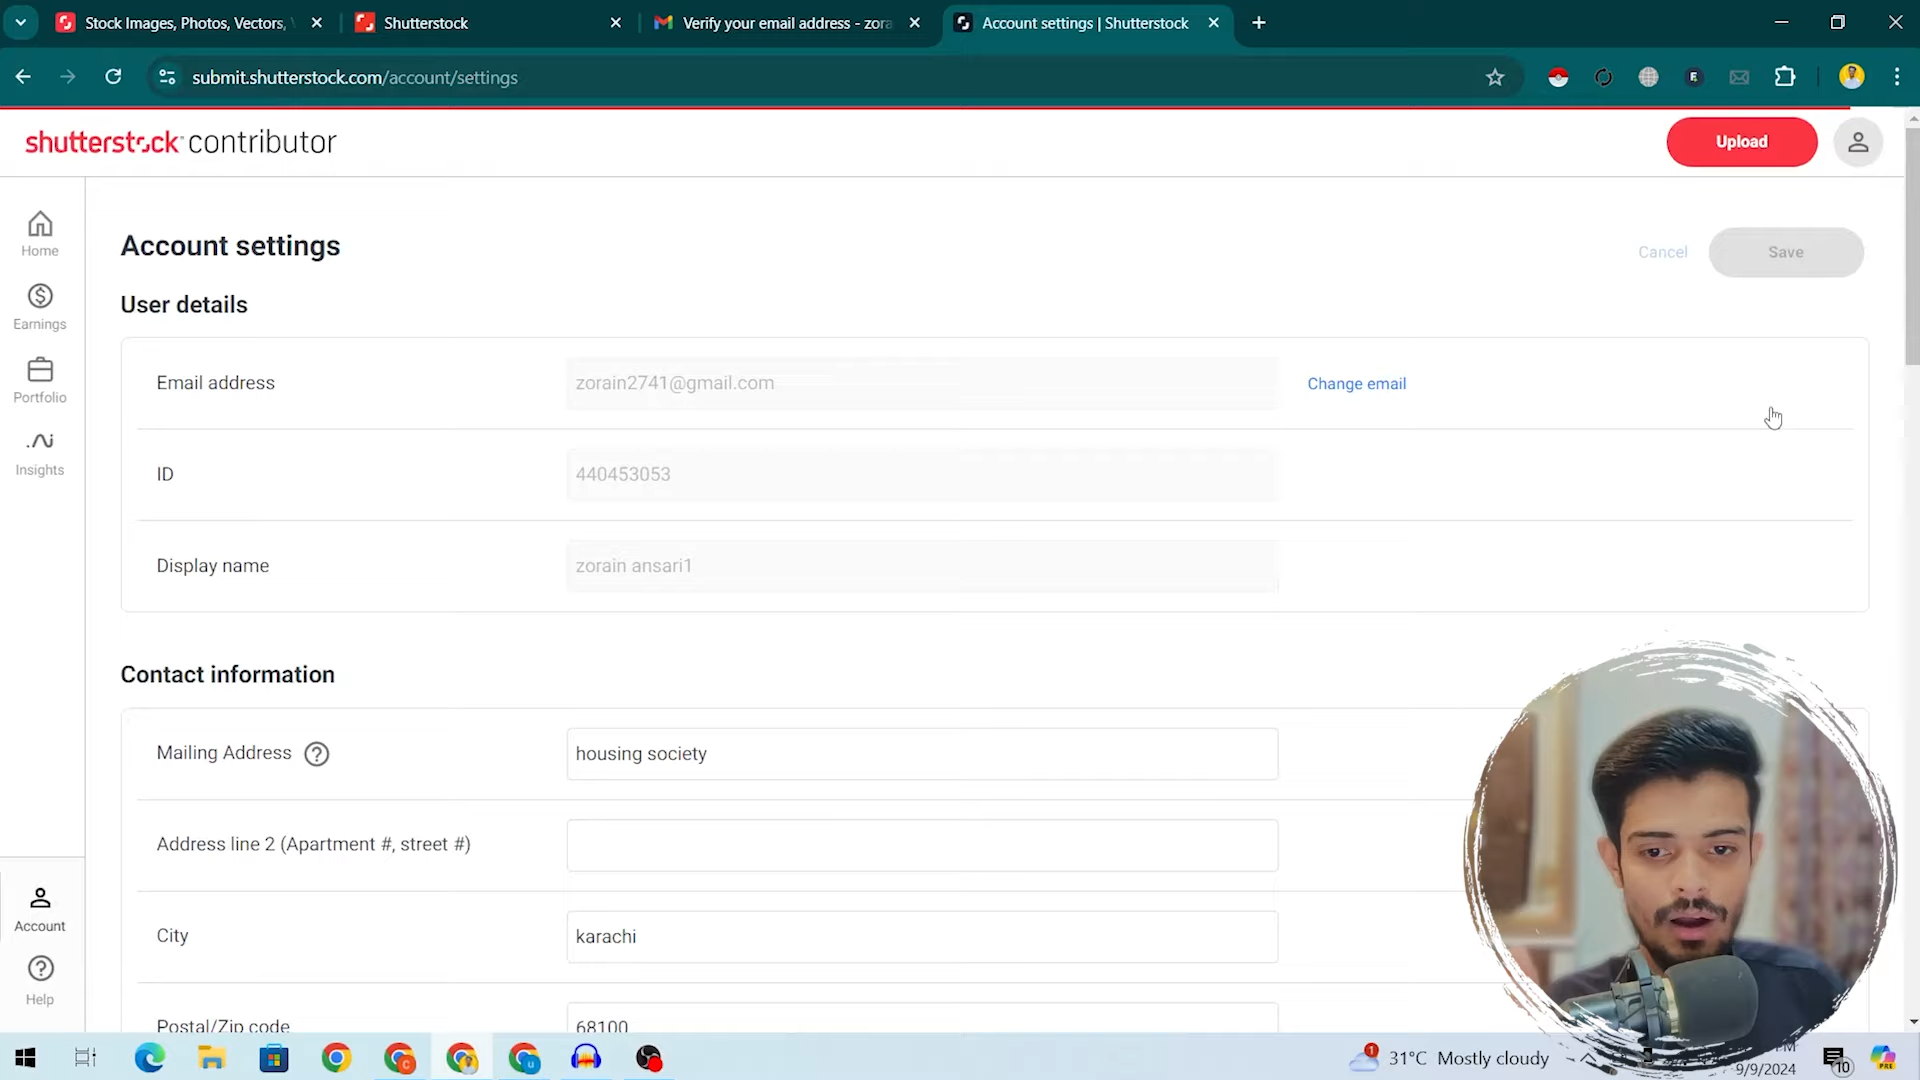 Stock Images, Photos, Vectors,
Shutterstock
Verify your email address - zora
Account settings | Shutterstock
submit.shutterstock.com/account/settings
shutterstock contributor
Upload
Home
Earnings
Portfolio
Insights
Account
Help
Account settings
Cancel
Save
User details
Email address
zorain2741@gmail.com
Change email
ID
440453053
Display name
zorain ansari1
Contact information
Mailing Address
housing society
Address line 2 (Apartment #, street #)
City
karachi
Postal/Zip code
68100
1
31°C Mostly cloudy
9/9/2024
10